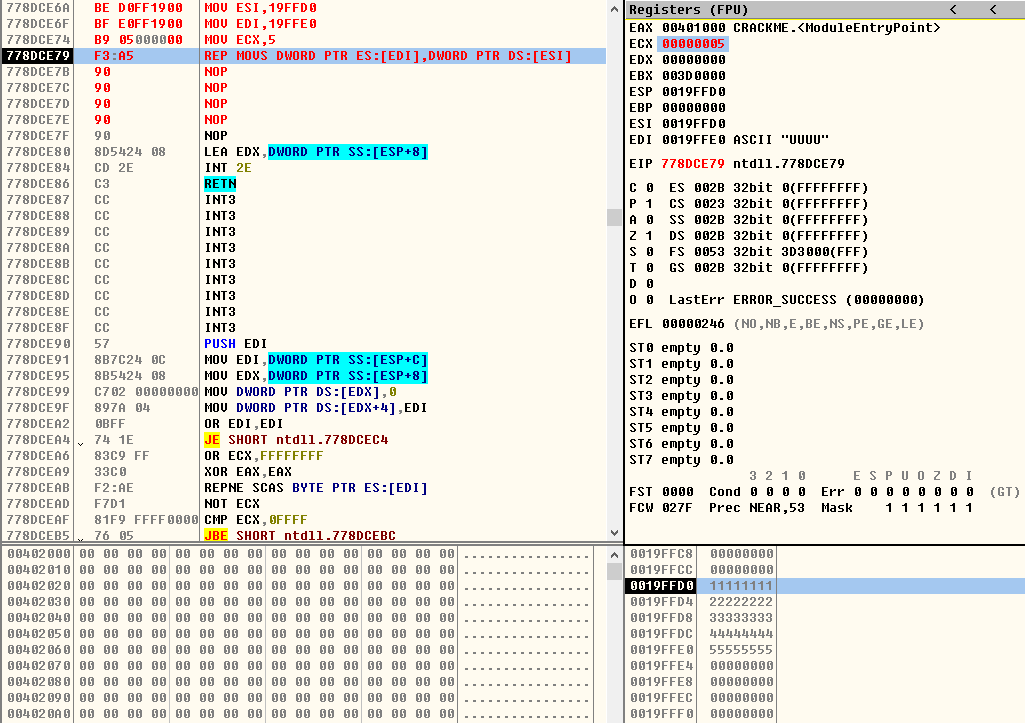 778DCE6A BE D0FF1900 MOV ESI,19FFD0
778DCE6F BF E0FF1900 MOV EDI,19FFE0
778DCE74 B9 05000000 MOV ECX,5
778DCE79 F3:A5 REP MOVS DWORD PTR ES:[EDI],DWORD PTR DS:[ESI]
778DCE7B 90 NOP
778DCE7C 90 NOP
778DCE7D 90 NOP
778DCE7E 90 NOP
778DCE7F 90 NOP
778DCE80 8D5424 08 LEA EDX,DWORD PTR SS:[ESP+8]
778DCE84 CD 2E INT 2E
778DCE86 C3 RETN
778DCE87 CC INT3
778DCE88 CC INT3
778DCE89 CC INT3
778DCE8A CC INT3
778DCE8B CC INT3
778DCE8C CC INT3
778DCE8D CC INT3
778DCE8E CC INT3
778DCE8F CC INT3
778DCE90 57 PUSH EDI
778DCE91 8B7C24 0C MOV EDI,DWORD PTR SS:[ESP+C]
778DCE95 8B5424 08 MOV EDX,DWORD PTR SS:[ESP+8]
778DCE99 C702 00000000 MOV DWORD PTR DS:[EDX],0
778DCE9F 897A 04 MOV DWORD PTR DS:[EDX+4],EDI
778DCEA2 0BFF OR EDI,EDI
778DCEA4 74 1E JE SHORT ntdll.778DCEC4
778DCEA6 83C9 FF OR ECX,FFFFFFFF
778DCEA9 33C0 XOR EAX,EAX
778DCEAB F2:AE REPNE SCAS BYTE PTR ES:[EDI]
778DCEAD F7D1 NOT ECX
778DCEAF 81F9 FFFF0000 CMP ECX,0FFFF
778DCEB5 76 05 JBE SHORT ntdll.778DCEBC
Registers (FPU) < <
EAX 00401000 CRACKME.<ModuleEntryPoint>
ECX 00000005
EDX 00000000
EBX 003D0000
ESP 0019FFD0
EBP 00000000
ESI 0019FFD0
EDI 0019FFE0 ASCII "UUUU"
EIP 778DCE79 ntdll.778DCE79
C 0 ES 002B 32bit 0(FFFFFFFF)
P 1 CS 0023 32bit 0(FFFFFFFF)
A 0 SS 002B 32bit 0(FFFFFFFF)
Z 1 DS 002B 32bit 0(FFFFFFFF)
S 0 FS 0053 32bit 3D3000(FFF)
T 0 GS 002B 32bit 0(FFFFFFFF)
D 0
O 0 LastErr ERROR_SUCCESS (00000000)
EFL 00000246 (NO,NB,E,BE,NS,PE,GE,LE)
ST0 empty 0.0
ST1 empty 0.0
ST2 empty 0.0
ST3 empty 0.0
ST4 empty 0.0
ST5 empty 0.0
ST6 empty 0.0
ST7 empty 0.0
3 2 1 0 E S P U O Z D I
FST 0000 Cond 0 0 0 0 Err 0 0 0 0 0 0 0 0 (GT)
FCW 027F Prec NEAR,53 Mask 1 1 1 1 1 1
00402000 00 00 00 00 00 00 00 00 00 00 00 00 00 00 00 00 ................
00402010 00 00 00 00 00 00 00 00 00 00 00 00 00 00 00 00 ................
00402020 00 00 00 00 00 00 00 00 00 00 00 00 00 00 00 00 ................
00402030 00 00 00 00 00 00 00 00 00 00 00 00 00 00 00 00 ................
00402040 00 00 00 00 00 00 00 00 00 00 00 00 00 00 00 00 ................
00402050 00 00 00 00 00 00 00 00 00 00 00 00 00 00 00 00 ................
00402060 00 00 00 00 00 00 00 00 00 00 00 00 00 00 00 00 ................
00402070 00 00 00 00 00 00 00 00 00 00 00 00 00 00 00 00 ................
00402080 00 00 00 00 00 00 00 00 00 00 00 00 00 00 00 00 ................
00402090 00 00 00 00 00 00 00 00 00 00 00 00 00 00 00 00 ................
004020A0 00 00 00 00 00 00 00 00 00 00 00 00 00 00 00 00 ................
0019FFC8 00000000
0019FFCC 00000000
0019FFD0 11111111
0019FFD4 22222222
0019FFD8 33333333
0019FFDC 44444444
0019FFE0 55555555
0019FFE4 00000000
0019FFE8 00000000
0019FFEC 00000000
0019FFF0 00000000